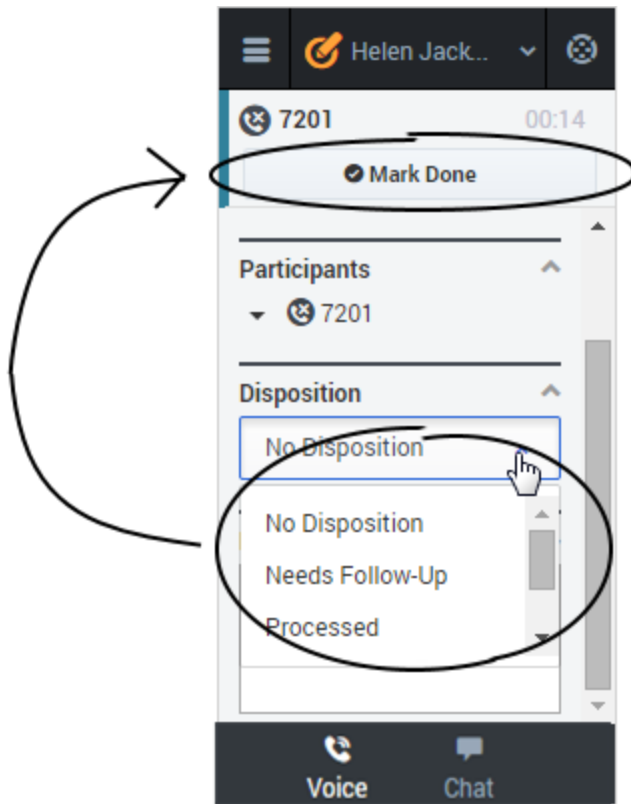 Helen Jack...
7201 00:14
Mark Done
Participants
7201
Disposition
No Disposition
No Disposition
Needs Follow-Up
Processed
Voice Chat